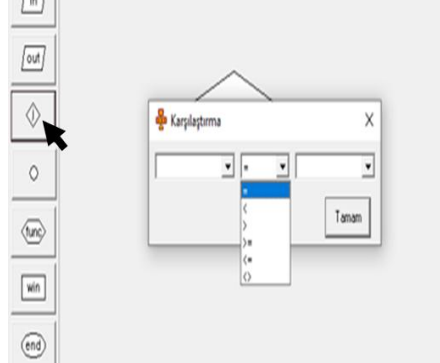 in
out
Karşılaştırma
=
=
<
>
>=
<=
<>
Tamam
func
win
end